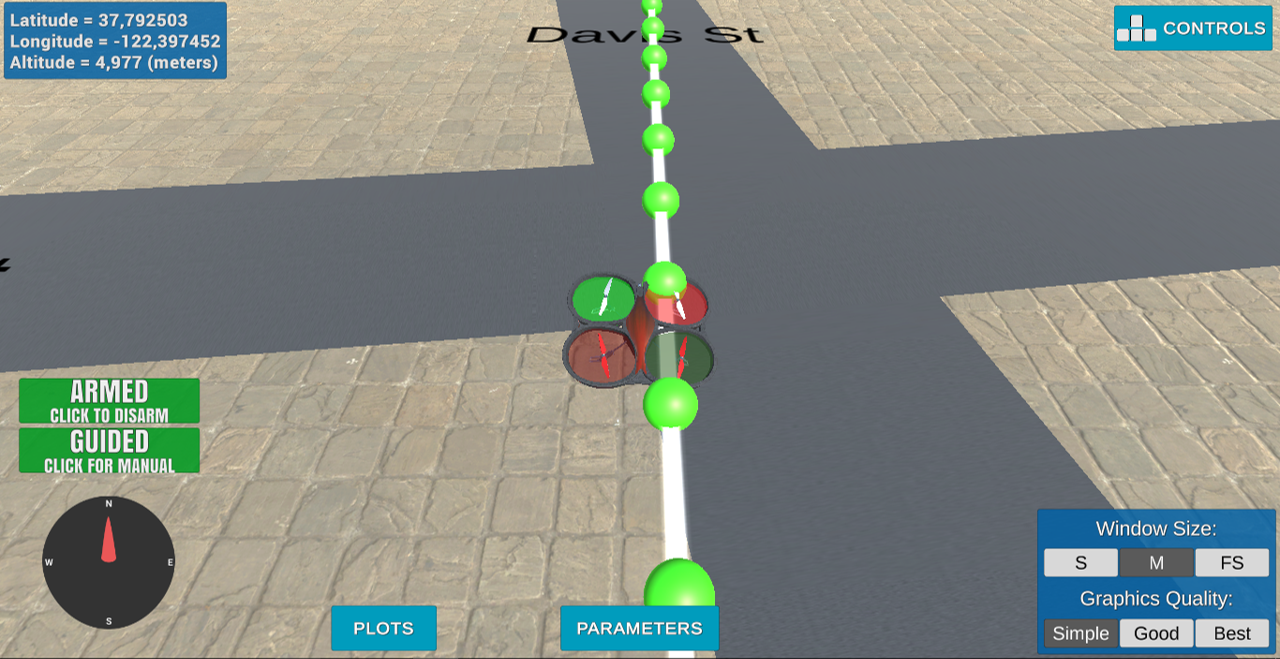 Latitude = 37,792503
Longitude = -122,397452
Altitude = 4,977 (meters)
Davis St
CONTROLS
ARMED
CLICK TO DISARM
GUIDED
CLICK FOR MANUAL
N
W
E
S
PLOTS
PARAMETERS
Window Size:
S
M
FS
Graphics Quality:
Simple
Good
Best